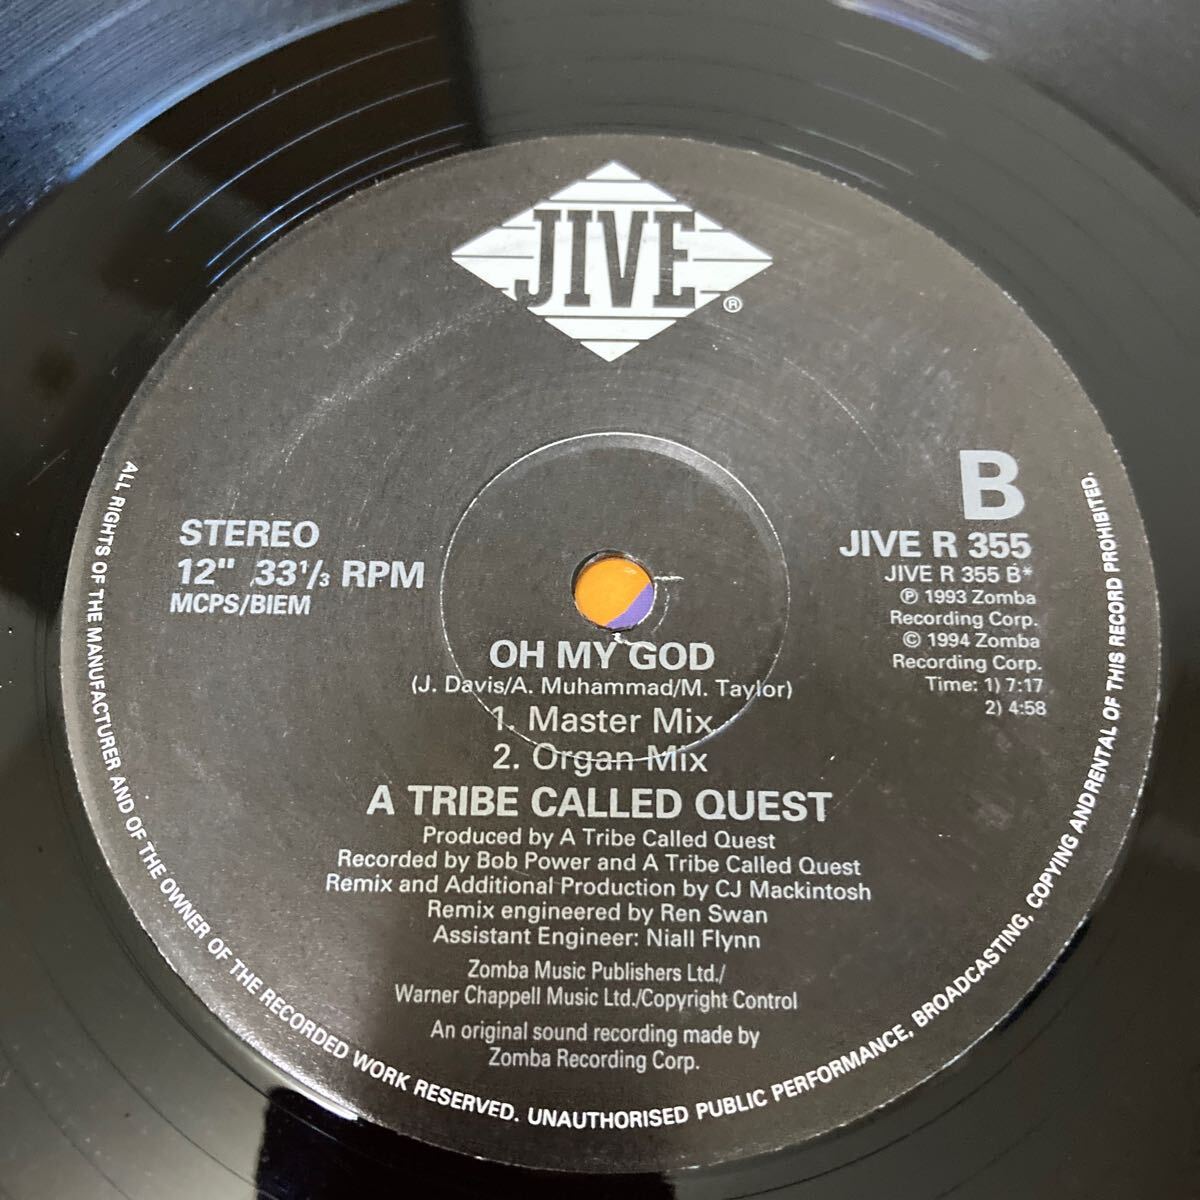 JIVE
®
B
STEREO
12" 33 1/3 RPM
MCPS/BIEM
JIVE R 355
JIVE R 355 B*
℗ 1993 Zomba
Recording Corp.
© 1994 Zomba
Recording Corp.
Time: 1) 7:17
2) 4:58
OH MY GOD
(J. Davis/A. Muhammad/M. Taylor)
1. Master Mix
2. Organ Mix
A TRIBE CALLED QUEST
Produced by A Tribe Called Quest
Recorded by Bob Power and A Tribe Called Quest
Remix and Additional Production by CJ Mackintosh
Remix engineered by Ren Swan
Assistant Engineer: Niall Flynn
Zomba Music Publishers Ltd./
Warner Chappell Music Ltd./Copyright Control
An original sound recording made by
Zomba Recording Corp.
ALL RIGHTS OF THE MANUFACTURER AND OF THE OWNER OF THE RECORDED WORK RESERVED. UNAUTHORISED PUBLIC PERFORMANCE, BROADCASTING, COPYING ANDRENTAL OF THIS RECORD PROHIBITED.